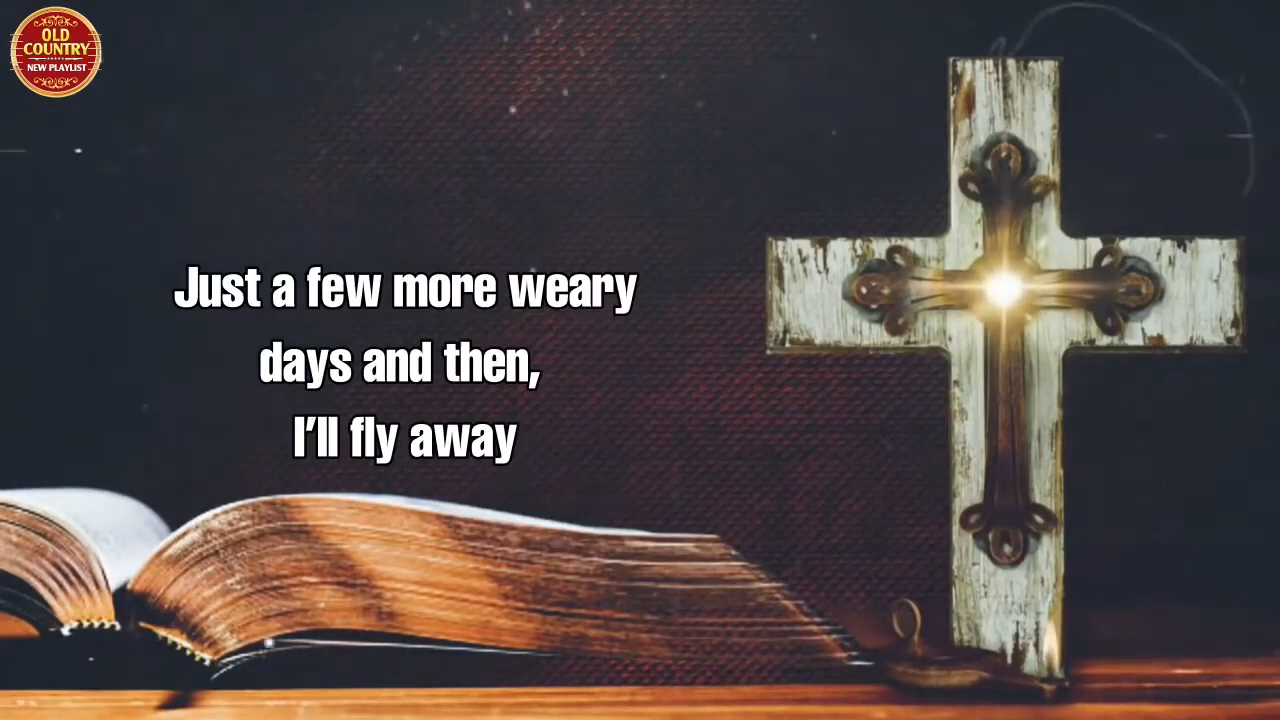 OLD
COUNTRY
NEW PLAYLIST
Just a few more weary
days and then,
I'll fly away